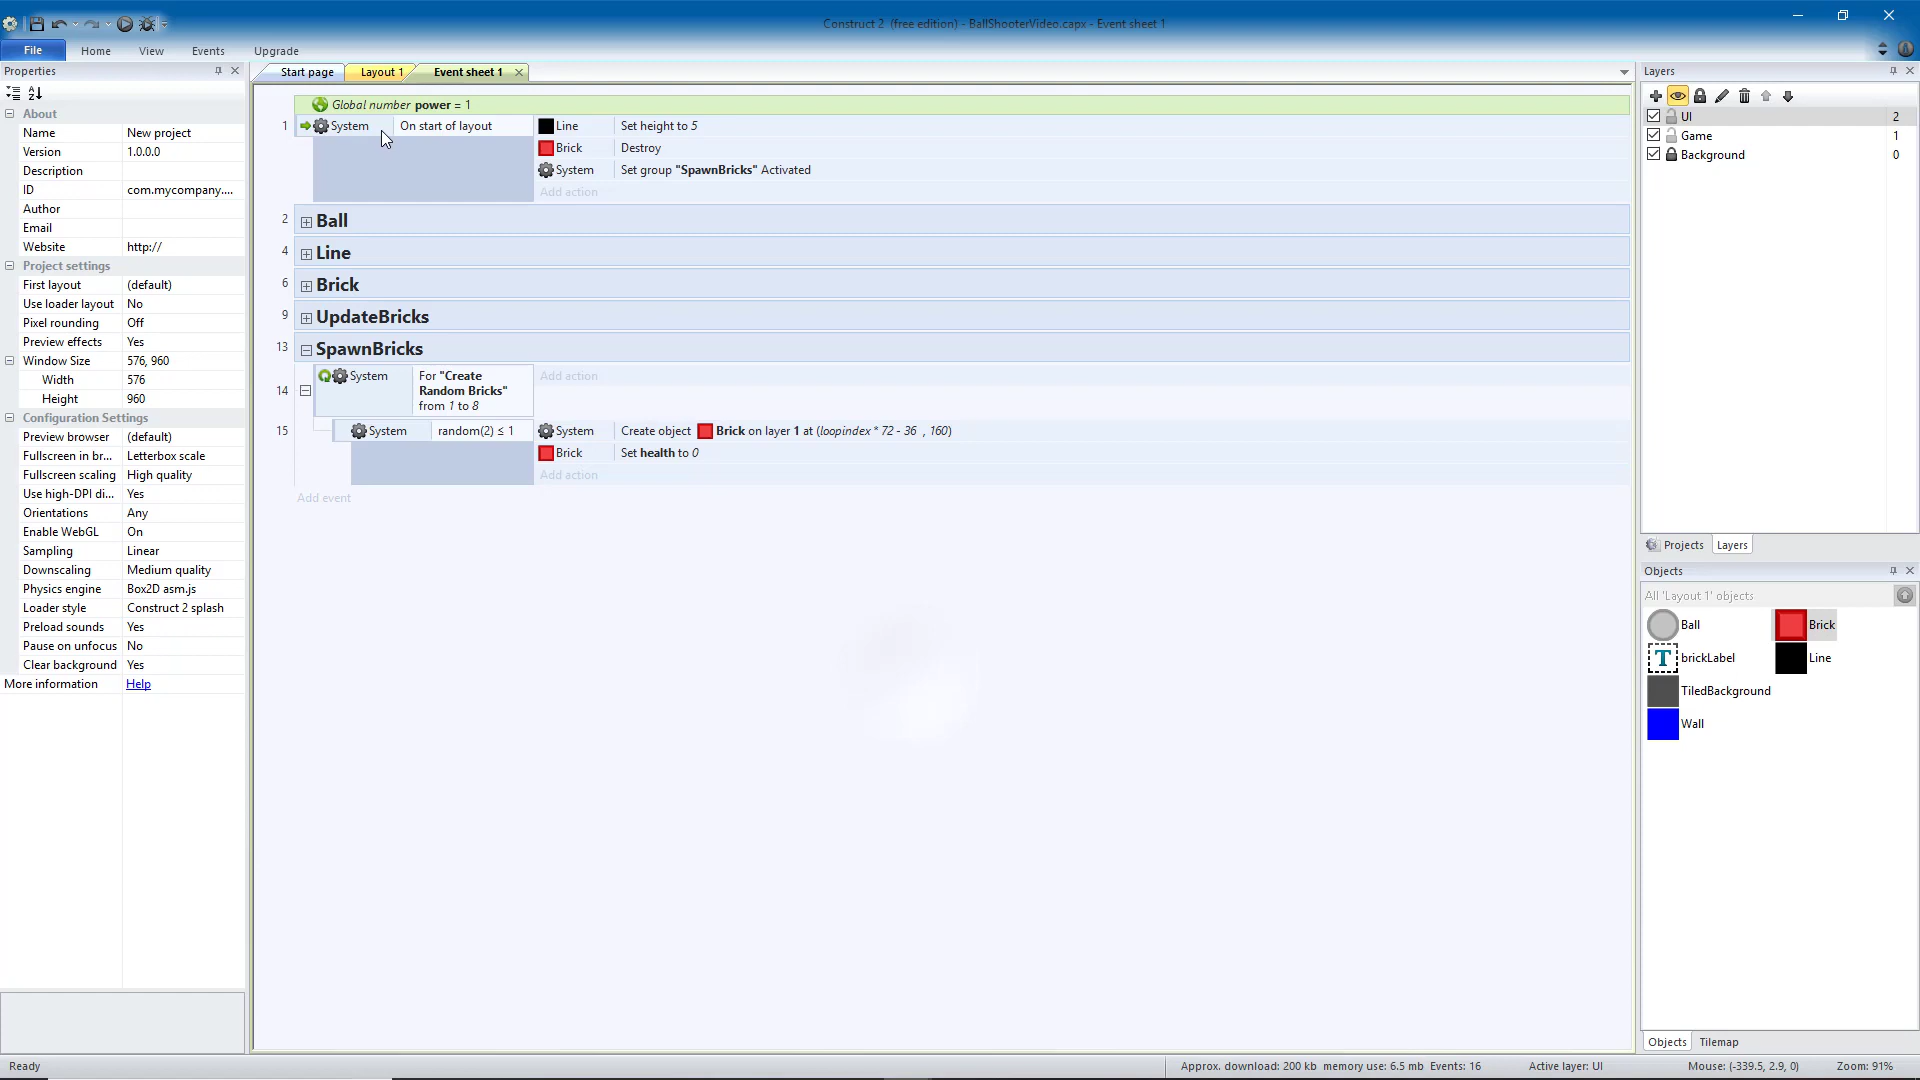 Construct 2 (free edition) - BallShooterVideo.capx - Event sheet 1
File Home View Events Upgrade
Properties
Start page Layout 1 Event sheet 1
Layers
About
Name New project
Version 1.0.0.0
Description
ID com.mycompany....
Author
Email
Website http://
Project settings
First layout (default)
Use loader layout No
Pixel rounding Off
Preview effects Yes
Window Size 576, 960
Width 576
Height 960
Configuration Settings
Preview browser (default)
Fullscreen in br... Letterbox scale
Fullscreen scaling High quality
Use high-DPI di... Yes
Orientations Any
Enable WebGL On
Sampling Linear
Downscaling Medium quality
Physics engine Box2D asm.js
Loader style Construct 2 splash
Preload sounds Yes
Pause on unfocus No
Clear background Yes
More information Help
Global number power = 1
1 System On start of layout Line Set height to 5
Brick Destroy
System Set group "SpawnBricks" Activated
Add action
2 Ball
4 Line
6 Brick
9 UpdateBricks
13 SpawnBricks
14 System For "Create Random Bricks" from 1 to 8 Add action
15 System random(2) ≤ 1 System Create object Brick on layer 1 at (loopindex * 72 - 36 , 160)
Brick Set health to 0
Add action
Add event
UI 2
Game 1
Background 0
Projects Layers
Objects
All 'Layout 1' objects
Ball Brick
T brickLabel Line
TiledBackground
Wall
Objects Tilemap
Ready Approx. download: 200 kb memory use: 6.5 mb Events: 16 Active layer: UI Mouse: (-339.5, 2.9, 0) Zoom: 91%